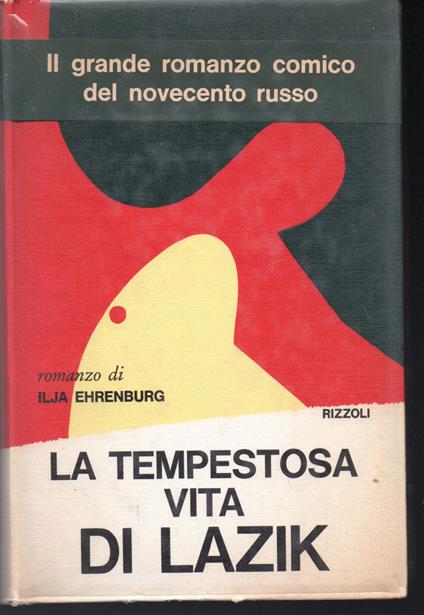 Il grande romanzo comico
del novecento russo
romanzo di
ILJA EHRENBURG
RIZZOLI
LA TEMPESTOSA
VITA
DI LAZIK